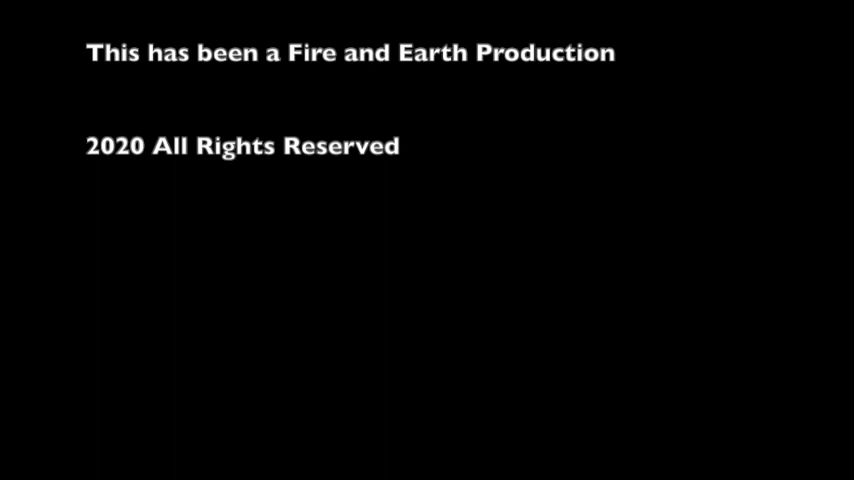 This has been a Fire and Earth Production
2020 All Rights Reserved